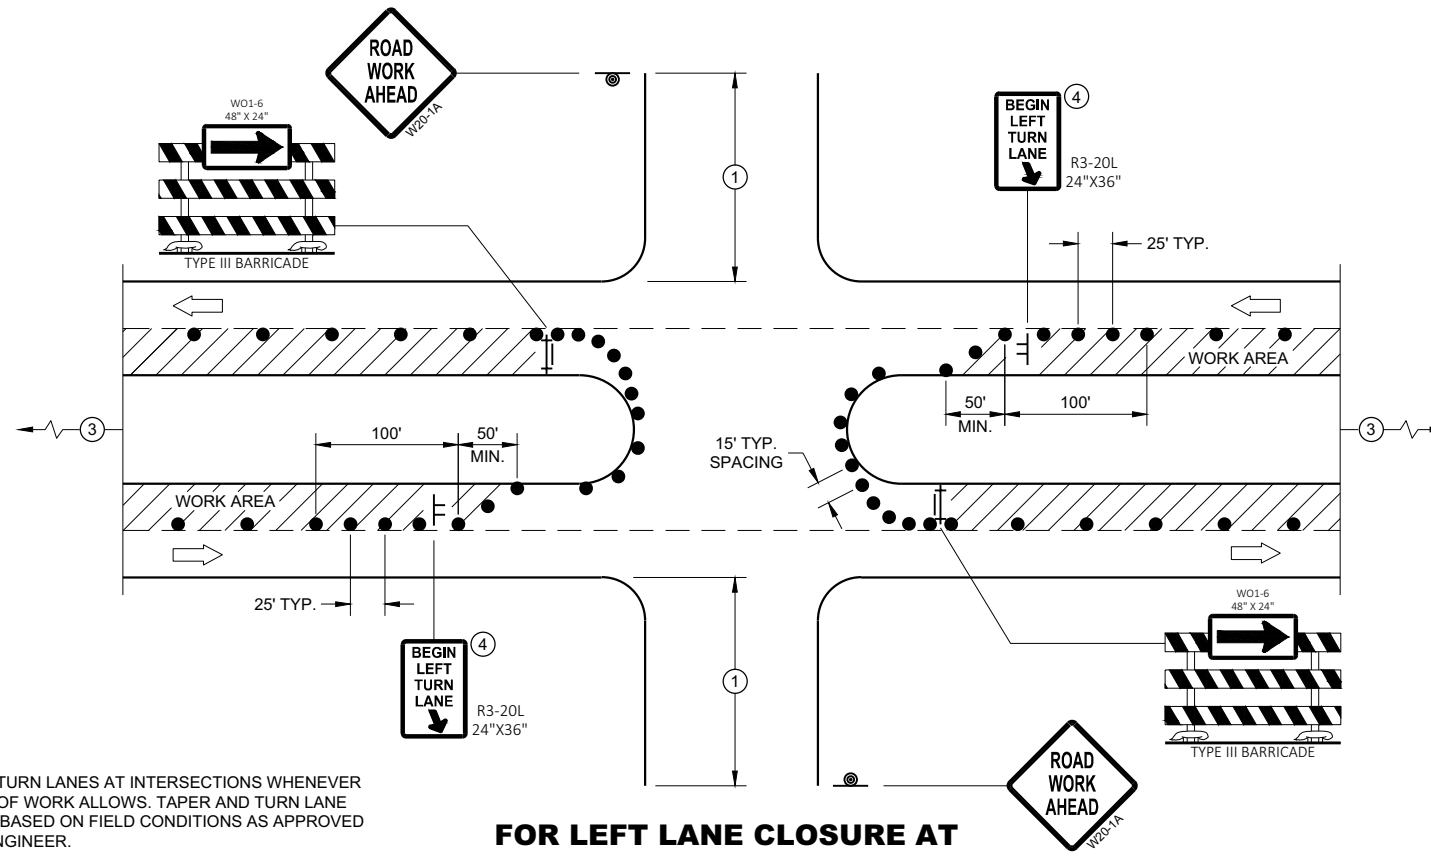 ROAD
WORK
AHEAD
W20-1A
WO1-6
48" X 24"
TYPE III BARRICADE
1
BEGIN
LEFT
TURN
LANE
4
R3-20L
24"X36"
25' TYP.
WORK AREA
50'
MIN.
100'
3
3
100'
50'
MIN.
15' TYP.
SPACING
WORK AREA
25' TYP.
BEGIN
LEFT
TURN
LANE
4
R3-20L
24"X36"
1
WO1-6
48" X 24"
TYPE III BARRICADE
ROAD
WORK
AHEAD
W20-1A
TURN LANES AT INTERSECTIONS WHENEVER
OF WORK ALLOWS. TAPER AND TURN LANE
BASED ON FIELD CONDITIONS AS APPROVED
NGINEER.
FOR LEFT LANE CLOSURE AT